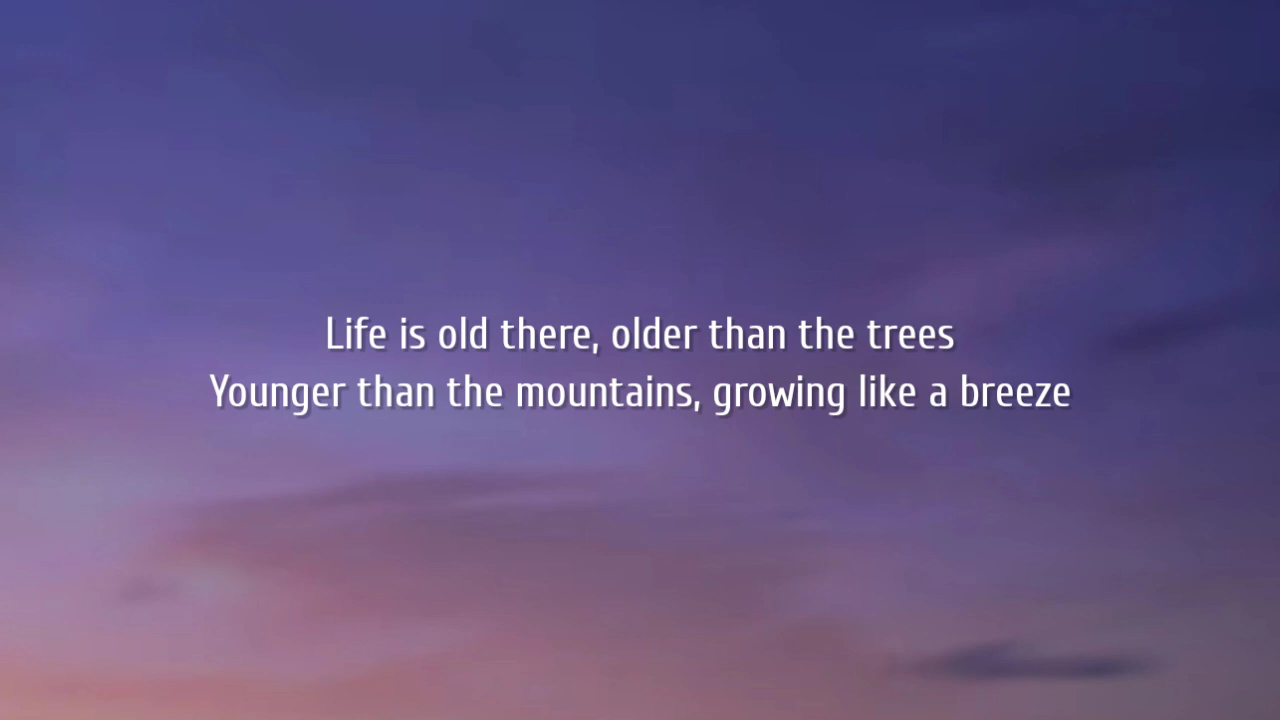 Life is old there, older than the trees
Younger than the mountains, growing like a breeze